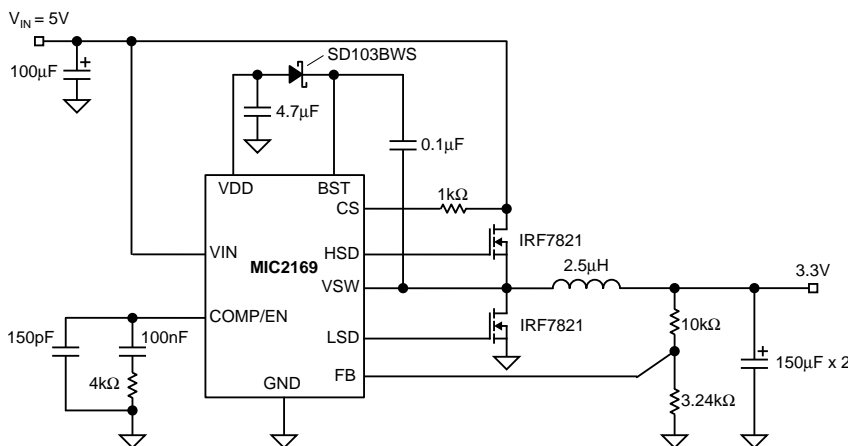 VIN = 5V
SD103BWS
100µF
4.7µF
0.1µF
VDD
BST
1kΩ
CS
IRF7821
VIN
MIC2169
HSD
2.5µH
3.3V
VSW
COMP/EN
150pF
100nF
IRF7821
10kΩ
LSD
150µF x 2
4kΩ
FB
GND
3.24kΩ